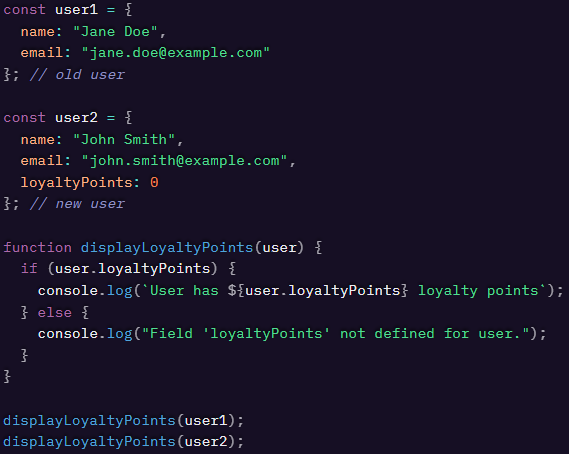 const user1 = {
  name: "Jane Doe",
  email: "jane.doe@example.com"
}; // old user

const user2 = {
  name: "John Smith",
  email: "john.smith@example.com",
  loyaltyPoints: 0
}; // new user

function displayLoyaltyPoints(user) {
  if (user.loyaltyPoints) {
    console.log(`User has ${user.loyaltyPoints} loyalty points`);
  } else {
    console.log("Field 'loyaltyPoints' not defined for user.");
  }
}

displayLoyaltyPoints(user1);
displayLoyaltyPoints(user2);